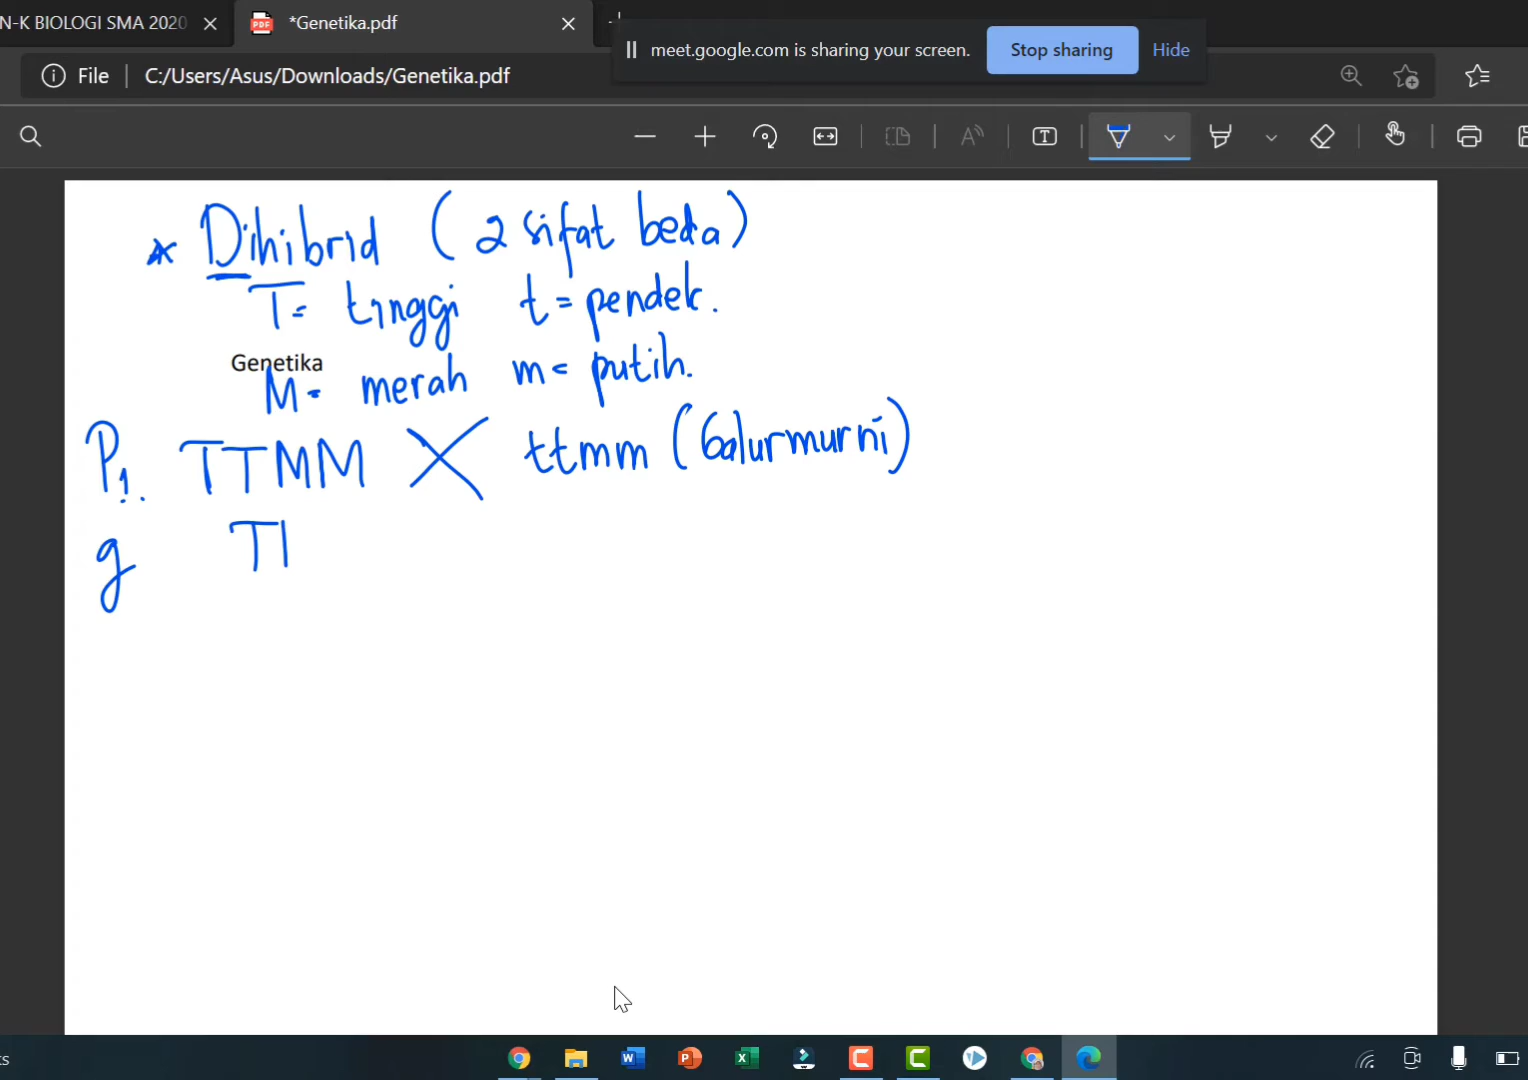 N-K BIOLOGI SMA 2020
*Genetika.pdf
meet.google.com is sharing your screen. Stop sharing Hide
File C:/Users/Asus/Downloads/Genetika.pdf
* Dihibrid (2 sifat beda)
T = tinggi t = pendek.
Genetika
M = merah m = putih.
P1. TTMM X ttmm (Galurmurni)
g T